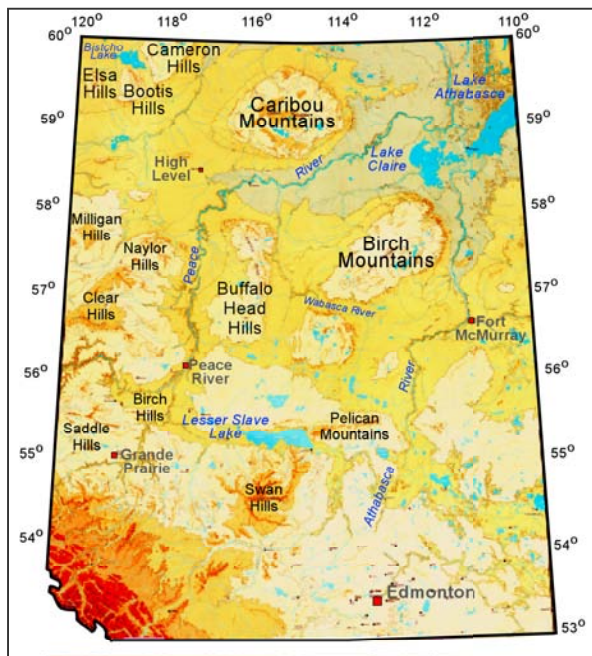 120° 118° 116° 114° 112° 110°
60° 60°
Bistcho
Lake
Cameron
Hills
Elsa
Hills
Bootis
Hills
Caribou
Mountains
Lake
Athabasca
59° 59°
High
Level
River
Lake
Claire
58° 58°
Milligan
Hills
Naylor
Hills
Peace
Birch
Mountains
Buffalo
Head
Hills
57° 57°
Clear
Hills
Wabasca River
Fort
McMurray
56° 56°
Peace
River
River
Birch
Hills
Lesser Slave
Lake
Pelican
Mountains
Saddle
Hills
55° 55°
Grande
Prairie
Swan
Hills
Athabasca
54° 54°
Edmonton
53°